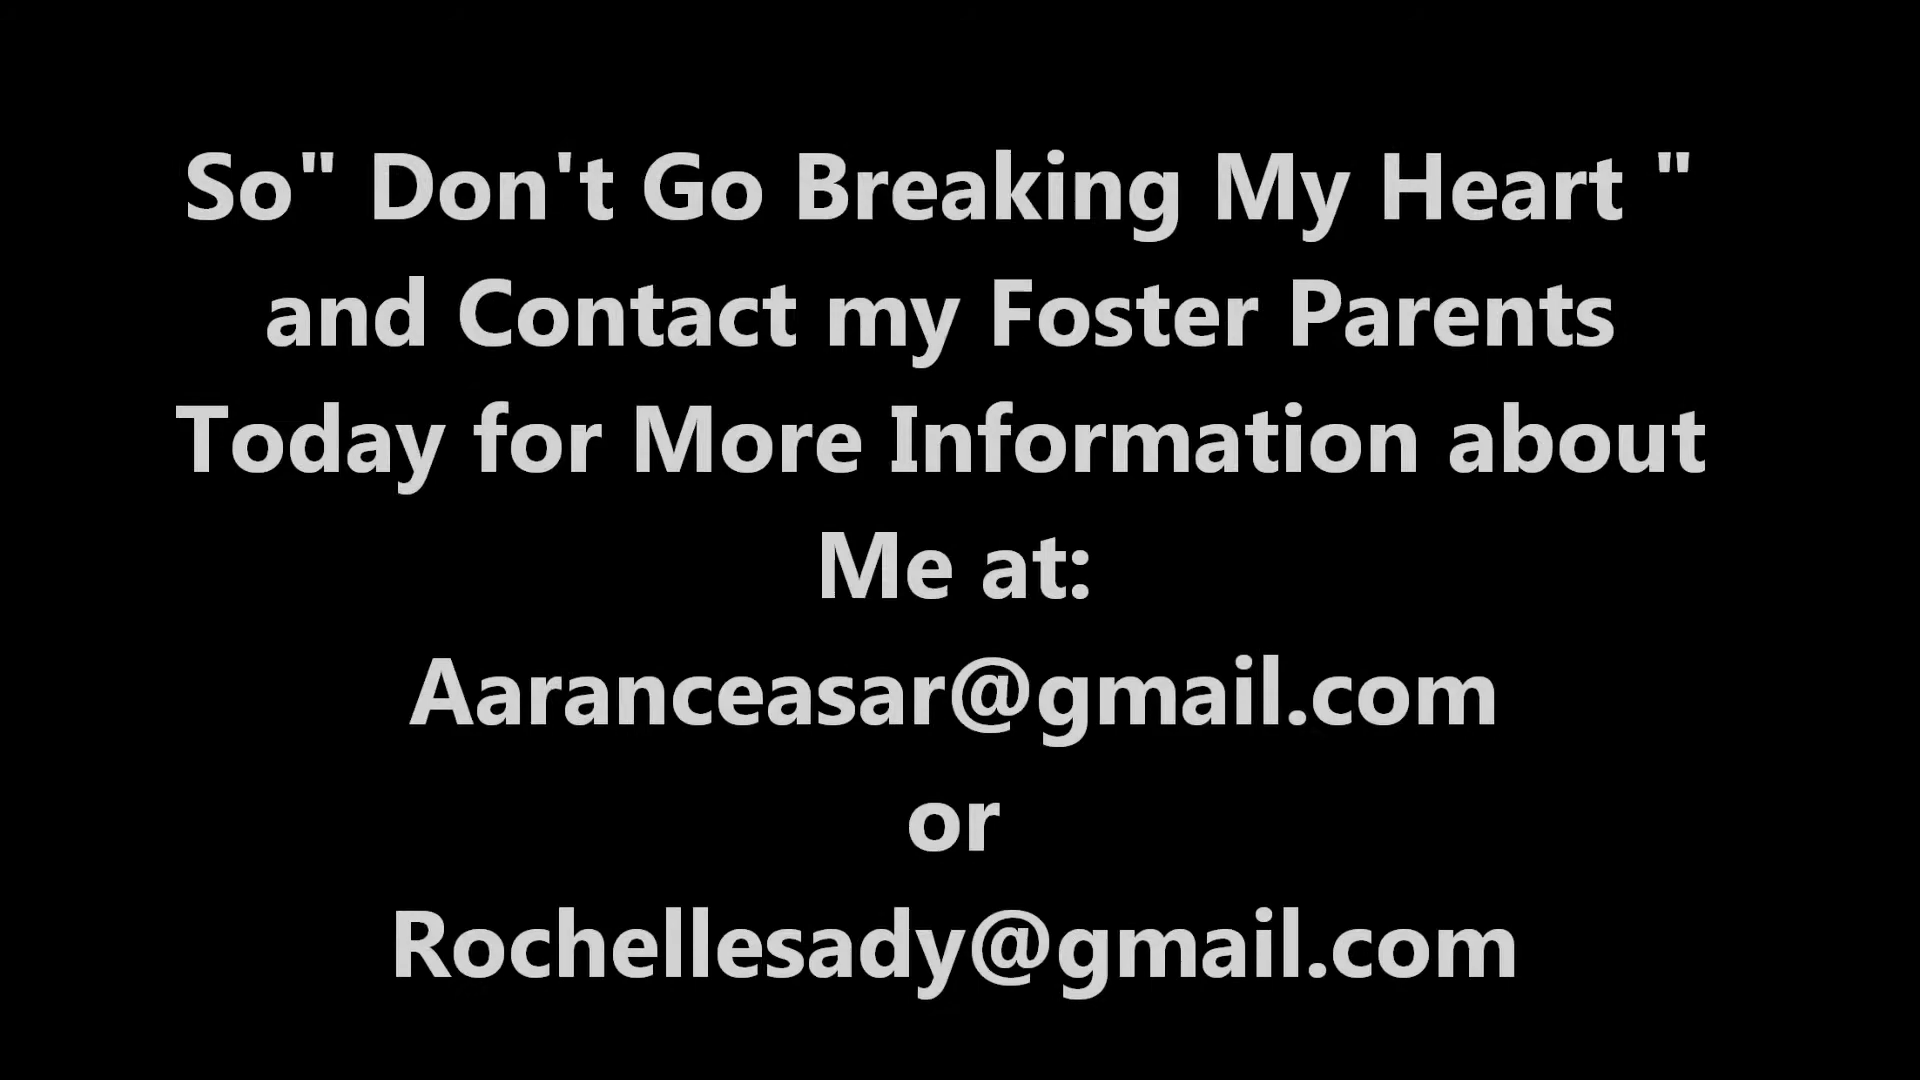 So" Don't Go Breaking My Heart "
and Contact my Foster Parents
Today for More Information about
Me at:
Aaranceasar@gmail.com
or
Rochellesady@gmail.com